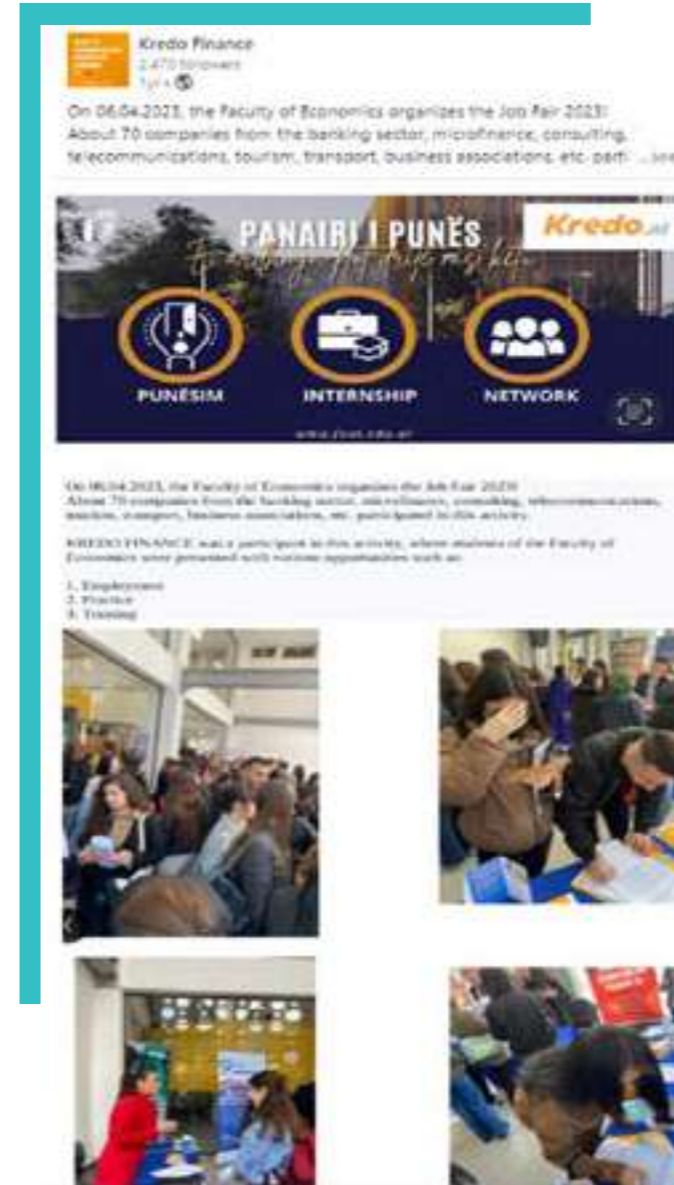 Kredo Finance
2,470 followers
1yr
On 06.04.2023, the Faculty of Economics organizes the Job Fair 2023!
About 70 companies from the banking sector, microfinance, consulting,
telecommunications, tourism, transport, business associations, etc. parti
PANAIRI I PUNËS
Kredo.al
PUNËSIM
INTERNSHIP
NETWORK
On 06.04.2023, the Faculty of Economics organizes the Job Fair 2023!
About 70 companies from the banking sector, microfinance, consulting, telecommunications,
tourism, transport, business associations, etc. participated in this activity.
KREDO FINANCE was a participant in this activity, where students of the Faculty of
Economics were presented with various opportunities such as:
1. Employment
2. Practice
3. Training